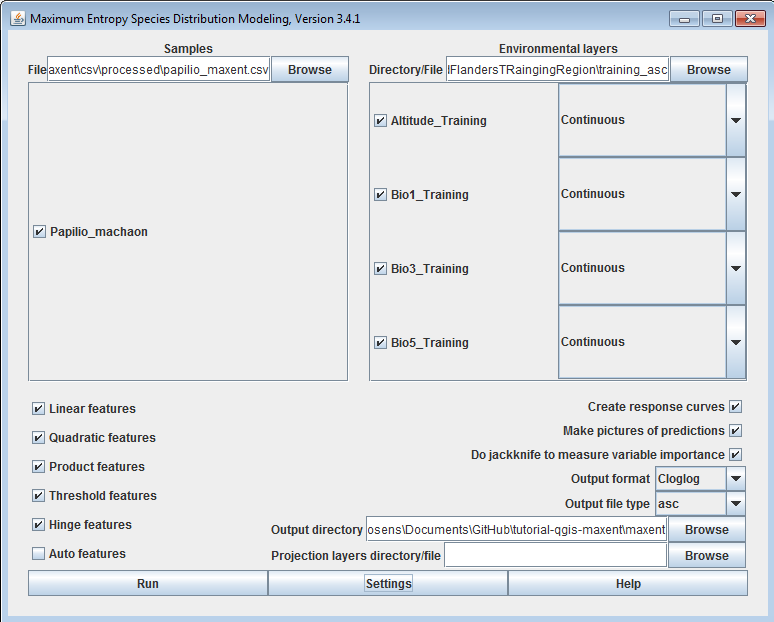 Maximum Entropy Species Distribution Modeling, Version 3.4.1
Samples
File axent\csv\processed\papilio_maxent.csv Browse
Papilio_machaon
Environmental layers
Directory/File lFlandersTRaingingRegion\training_asc Browse
Altitude_Training Continuous
Bio1_Training Continuous
Bio3_Training Continuous
Bio5_Training Continuous
Linear features
Quadratic features
Product features
Threshold features
Hinge features
Auto features
Create response curves
Make pictures of predictions
Do jackknife to measure variable importance
Output format Cloglog
Output file type asc
Output directory osens\Documents\GitHub\tutorial-qgis-maxent\maxent Browse
Projection layers directory/file Browse
Run Settings Help